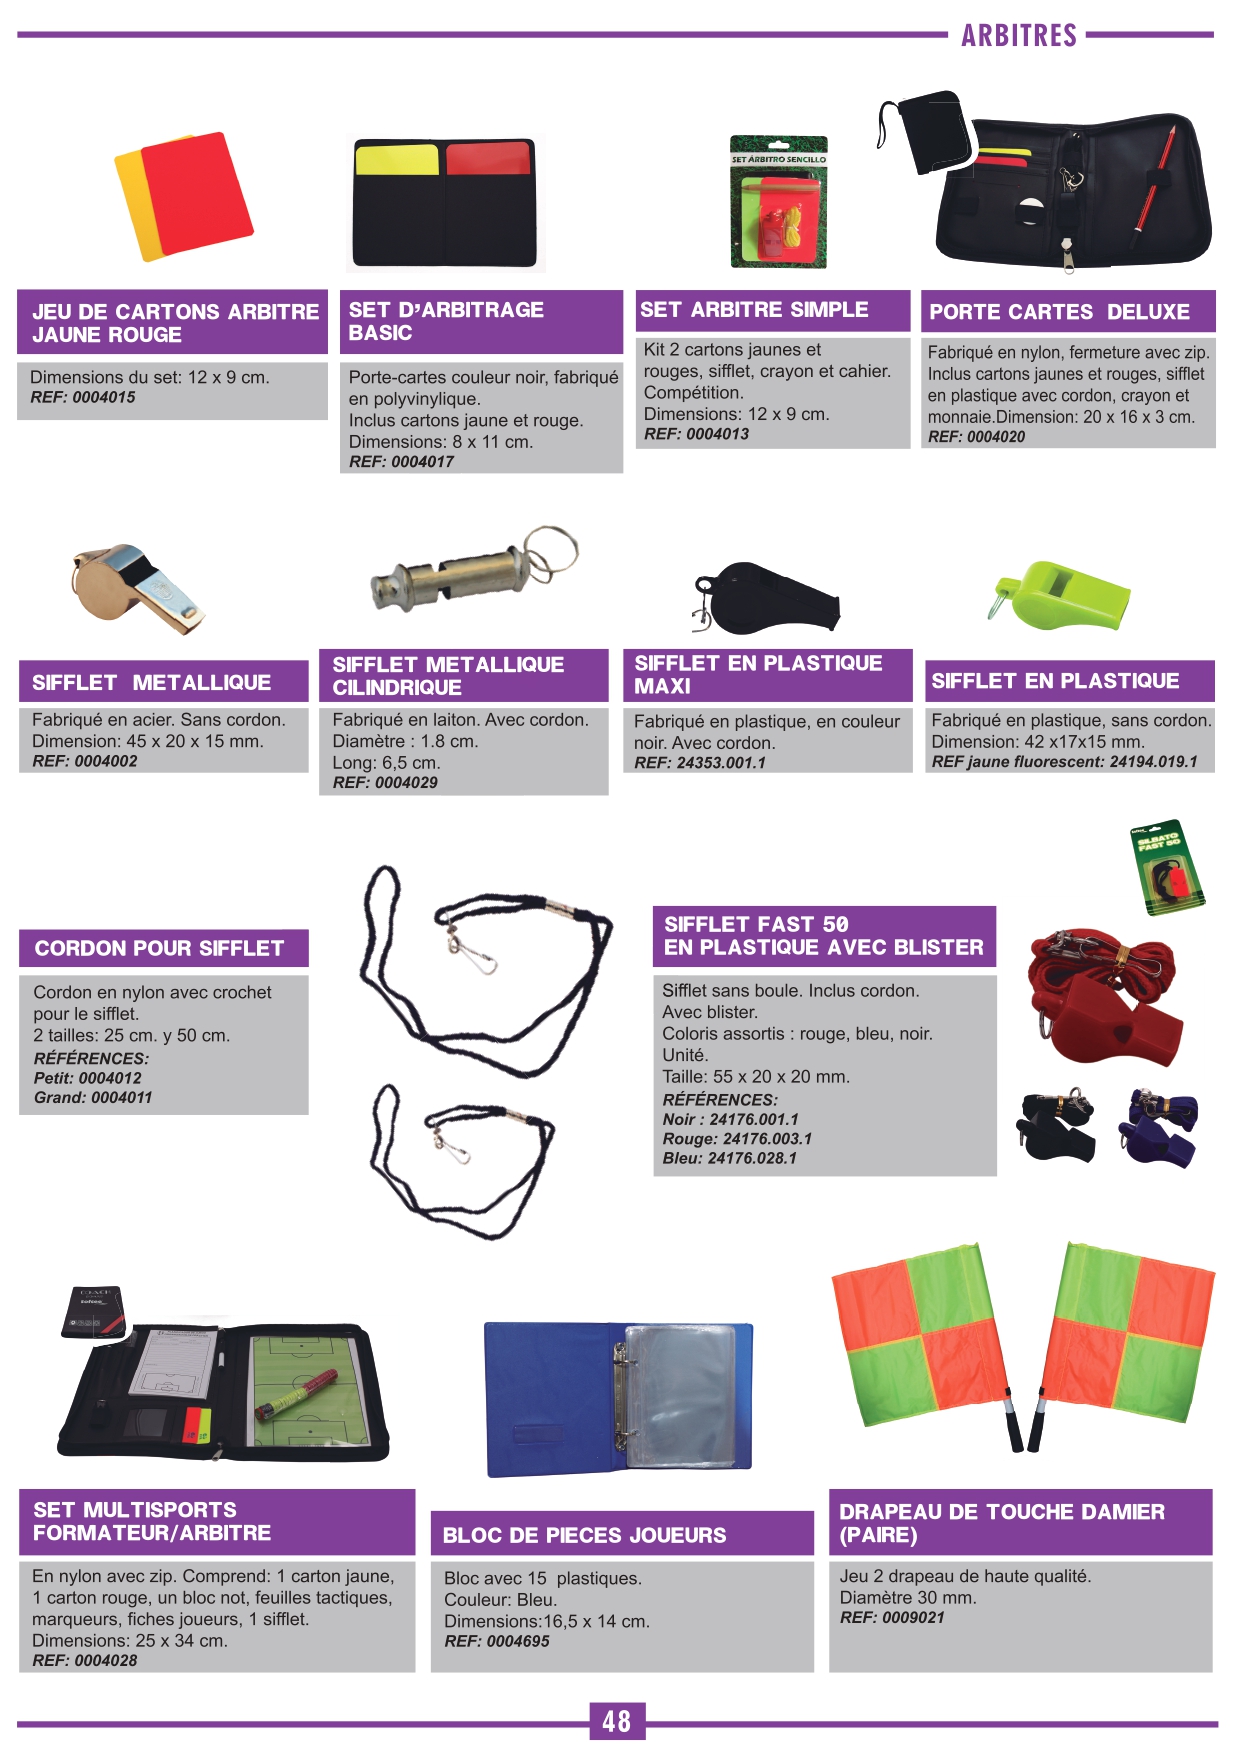 ARBITRES
SET ARBITRO SENCILLO
JEU DE CARTONS ARBITRE
JAUNE ROUGE
Dimensions du set: 12 x 9 cm.
REF: 0004015
SET D'ARBITRAGE
BASIC
Porte-cartes couleur noir, fabriqué
en polyvinylique.
Inclus cartons jaune et rouge.
Dimensions: 8 x 11 cm.
REF: 0004017
SET ARBITRE SIMPLE
Kit 2 cartons jaunes et
rouges, sifflet, crayon et cahier.
Compétition.
Dimensions: 12 x 9 cm.
REF: 0004013
PORTE CARTES DELUXE
Fabriqué en nylon, fermeture avec zip.
Inclus cartons jaunes et rouges, sifflet
en plastique avec cordon, crayon et
monnaie.Dimension: 20 x 16 x 3 cm.
REF: 0004020
SIFFLET METALLIQUE
Fabriqué en acier. Sans cordon.
Dimension: 45 x 20 x 15 mm.
REF: 0004002
SIFFLET METALLIQUE
CILINDRIQUE
Fabriqué en laiton. Avec cordon.
Diamètre : 1.8 cm.
Long: 6,5 cm.
REF: 0004029
SIFFLET EN PLASTIQUE
MAXI
Fabriqué en plastique, en couleur
noir. Avec cordon.
REF: 24353.001.1
SIFFLET EN PLASTIQUE
Fabriqué en plastique, sans cordon.
Dimension: 42 x17x15 mm.
REF jaune fluorescent: 24194.019.1
CORDON POUR SIFFLET
Cordon en nylon avec crochet
pour le sifflet.
2 tailles: 25 cm. y 50 cm.
RÉFÉRENCES:
Petit: 0004012
Grand: 0004011
SILBATO
FAST 50
SIFFLET FAST 50
EN PLASTIQUE AVEC BLISTER
Sifflet sans boule. Inclus cordon.
Avec blister.
Coloris assortis : rouge, bleu, noir.
Unité.
Taille: 55 x 20 x 20 mm.
RÉFÉRENCES:
Noir : 24176.001.1
Rouge: 24176.003.1
Bleu: 24176.028.1
COACH
softee
SET MULTISPORTS
FORMATEUR/ARBITRE
En nylon avec zip. Comprend: 1 carton jaune,
1 carton rouge, un bloc not, feuilles tactiques,
marqueurs, fiches joueurs, 1 sifflet.
Dimensions: 25 x 34 cm.
REF: 0004028
BLOC DE PIECES JOUEURS
Bloc avec 15 plastiques.
Couleur: Bleu.
Dimensions:16,5 x 14 cm.
REF: 0004695
DRAPEAU DE TOUCHE DAMIER
(PAIRE)
Jeu 2 drapeau de haute qualité.
Diamètre 30 mm.
REF: 0009021
48